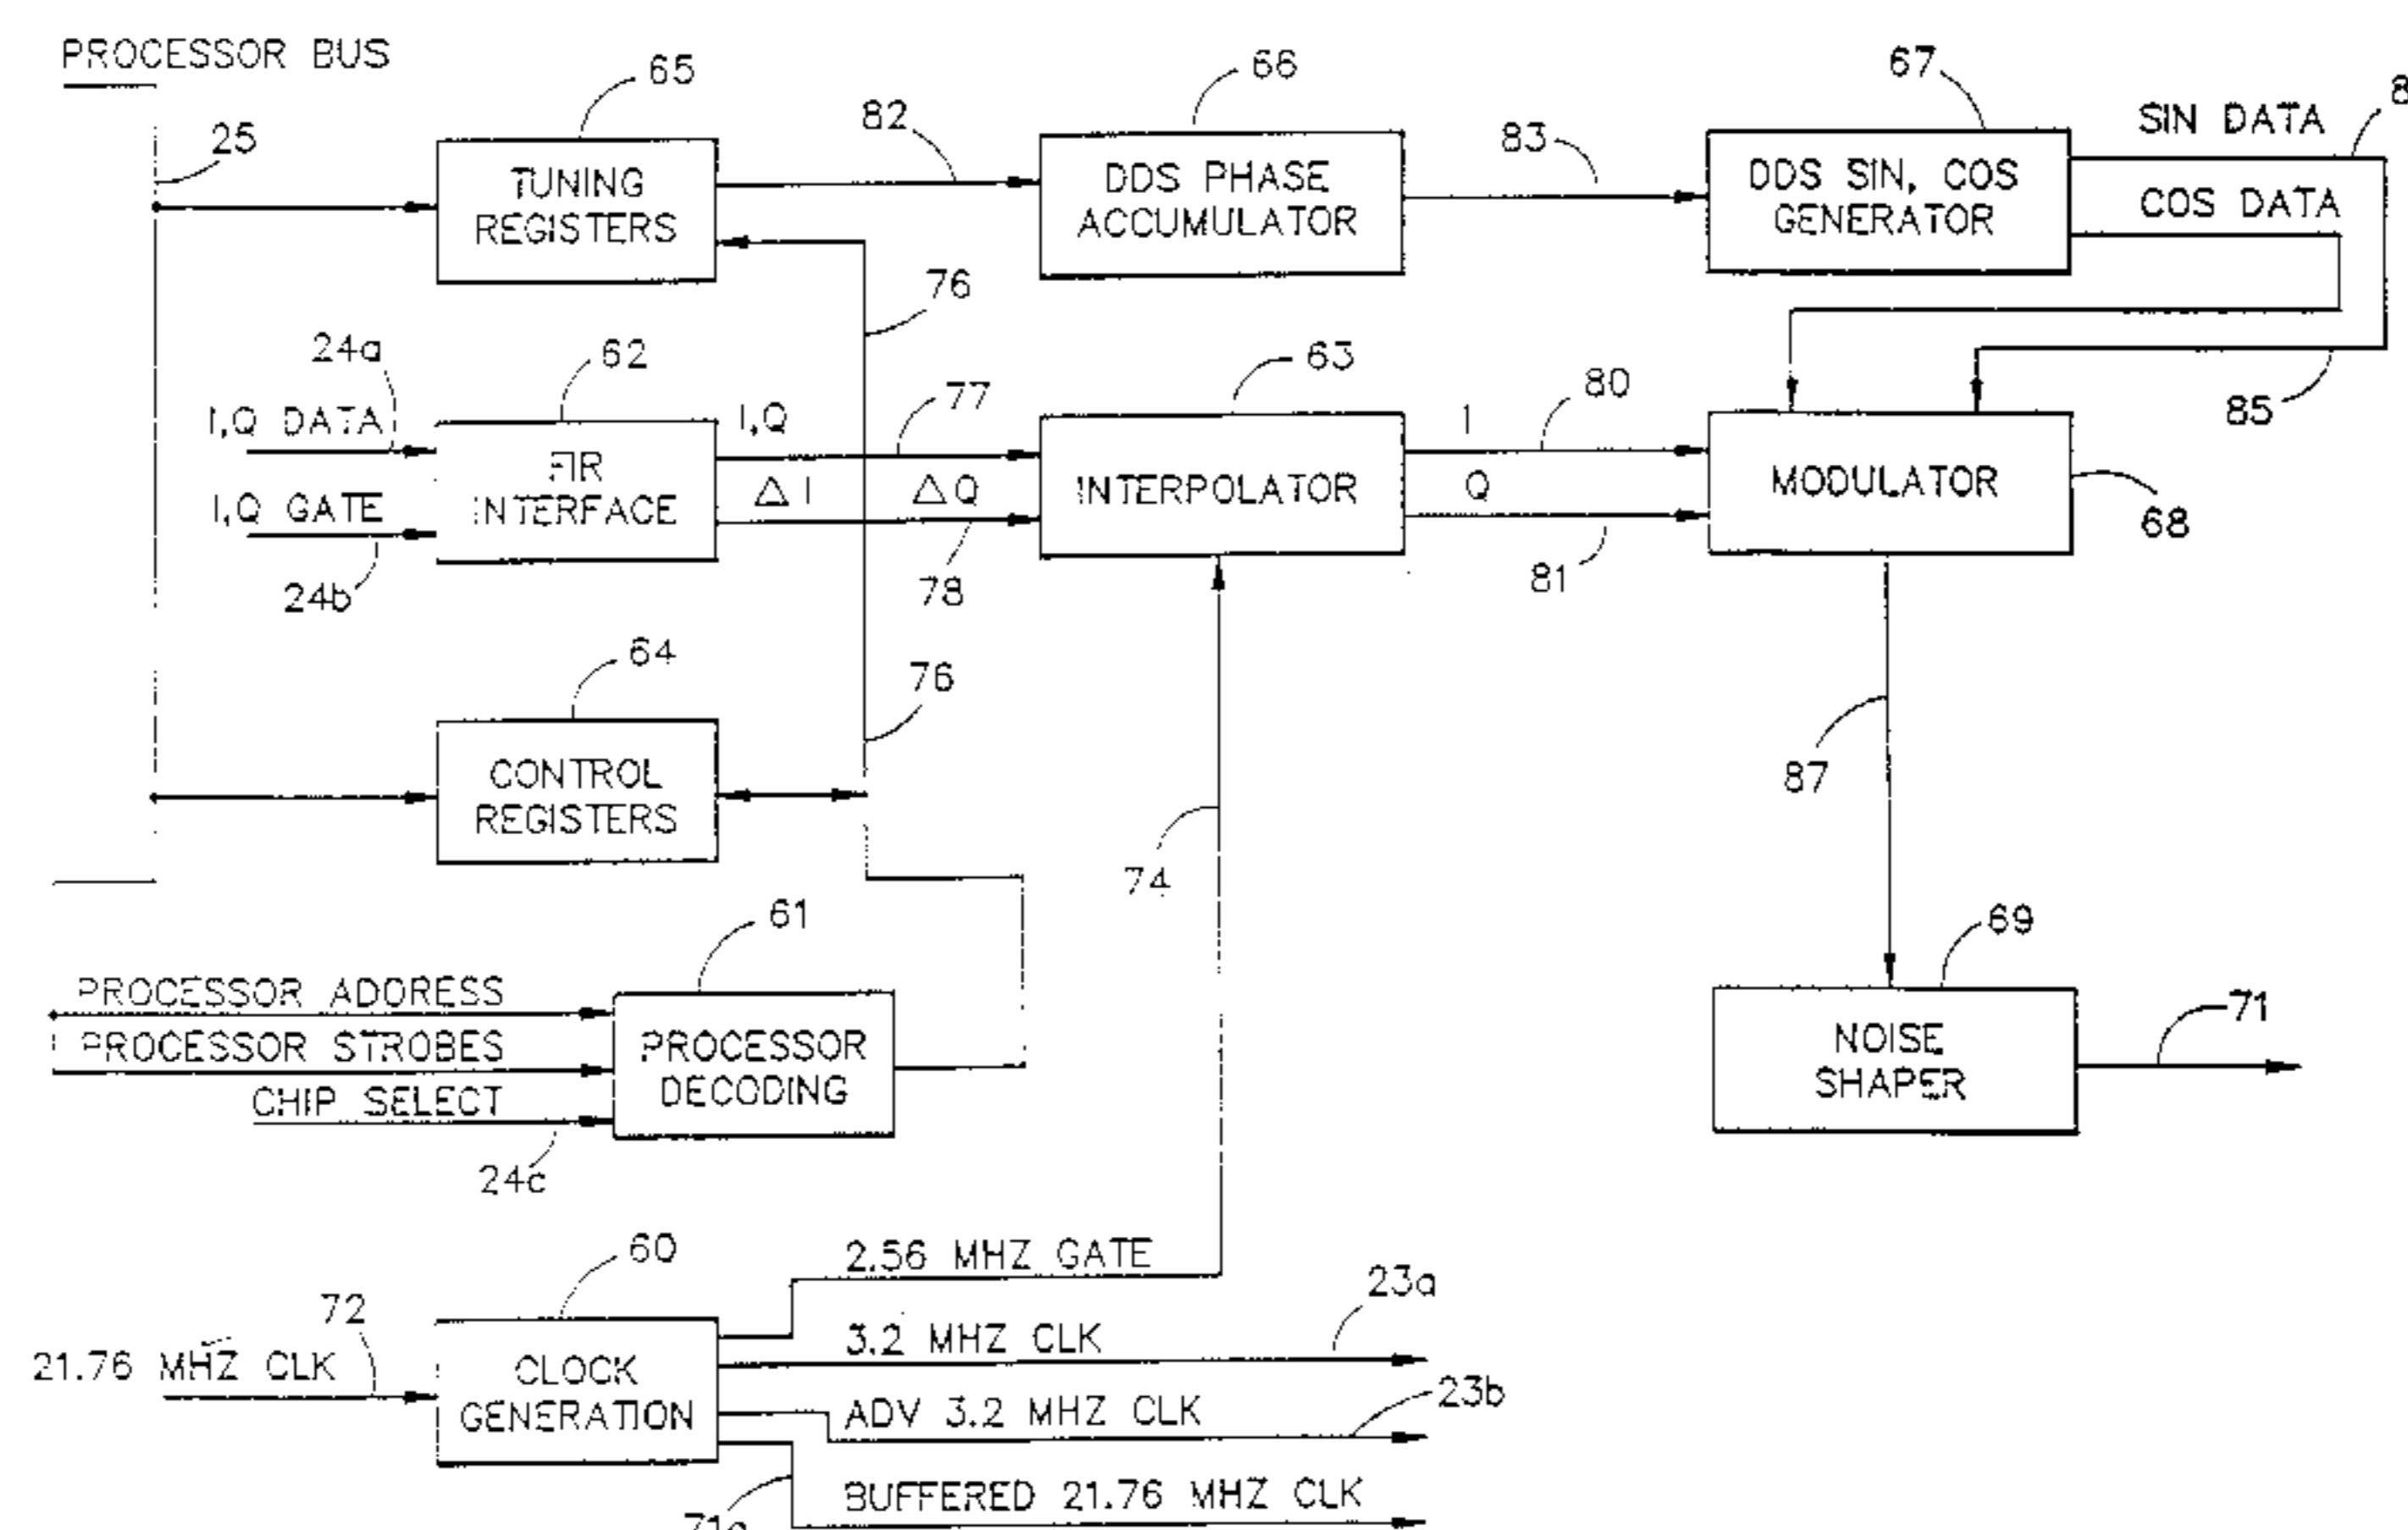 PROCESSOR BUS
25
65
TUNING
REGISTERS
82
66
DDS PHASE
ACCUMULATOR
83
67
DDS SIN, COS
GENERATOR
SIN DATA
COS DATA
76
24a
I,Q DATA
I,Q GATE
24b
62
FIR
INTERFACE
I,Q
77
Δ I
Δ Q
78
63
INTERPOLATOR
I
80
Q
81
MODULATOR
85
68
64
CONTROL
REGISTERS
76
74
87
PROCESSOR ADDRESS
PROCESSOR STROBES
CHIP SELECT
24c
61
PROCESSOR
DECODING
69
NOISE
SHAPER
71
21.76 MHZ CLK
72
60
CLOCK
GENERATION
2.56 MHZ GATE
3.2 MHZ CLK
23a
ADV 3.2 MHZ CLK
23b
BUFFERED 21.76 MHZ CLK